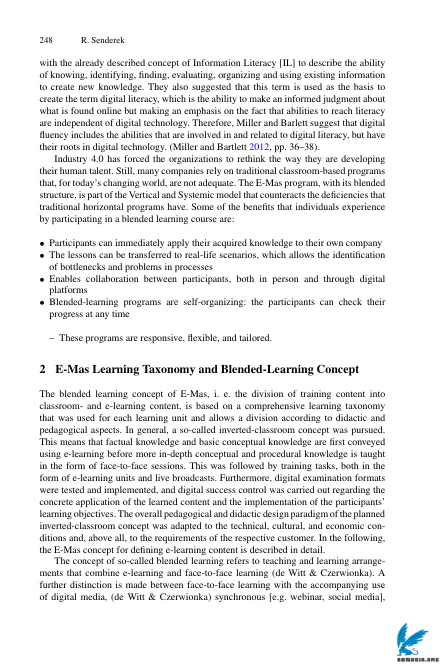 248 R. Senderek
with the already described concept of Information Literacy [IL] to describe the ability
of knowing, identifying, finding, evaluating, organizing and using existing information
to create new knowledge. They also suggested that this term is used as the basis to
create the term digital literacy, which is the ability to make an informed judgment about
what is found online but making an emphasis on the fact that abilities to reach literacy
are independent of digital technology. Therefore, Miller and Barlett suggest that digital
fluency includes the abilities that are involved in and related to digital literacy, but have
their roots in digital technology. (Miller and Bartlett 2012, pp. 36–38).
Industry 4.0 has forced the organizations to rethink the way they are developing
their human talent. Still, many companies rely on traditional classroom-based programs
that, for today's changing world, are not adequate. The E-Mas program, with its blended
structure, is part of the Vertical and Systemic model that counteracts the deficiencies that
traditional horizontal programs have. Some of the benefits that individuals experience
by participating in a blended learning course are:
• Participants can immediately apply their acquired knowledge to their own company
• The lessons can be transferred to real-life scenarios, which allows the identification
of bottlenecks and problems in processes
• Enables collaboration between participants, both in person and through digital
platforms
• Blended-learning programs are self-organizing: the participants can check their
progress at any time
– These programs are responsive, flexible, and tailored.
2 E-Mas Learning Taxonomy and Blended-Learning Concept
The blended learning concept of E-Mas, i. e. the division of training content into
classroom- and e-learning content, is based on a comprehensive learning taxonomy
that was used for each learning unit and allows a division according to didactic and
pedagogical aspects. In general, a so-called inverted-classroom concept was pursued.
This means that factual knowledge and basic conceptual knowledge are first conveyed
using e-learning before more in-depth conceptual and procedural knowledge is taught
in the form of face-to-face sessions. This was followed by training tasks, both in the
form of e-learning units and live broadcasts. Furthermore, digital examination formats
were tested and implemented, and digital success control was carried out regarding the
concrete application of the learned content and the implementation of the participants'
learning objectives. The overall pedagogical and didactic design paradigm of the planned
inverted-classroom concept was adapted to the technical, cultural, and economic con-
ditions and, above all, to the requirements of the respective customer. In the following,
the E-Mas concept for defining e-learning content is described in detail.
The concept of so-called blended learning refers to teaching and learning arrange-
ments that combine e-learning and face-to-face learning (de Witt & Czerwionka). A
further distinction is made between face-to-face learning with the accompanying use
of digital media, (de Witt & Czerwionka) synchronous [e.g. webinar, social media],